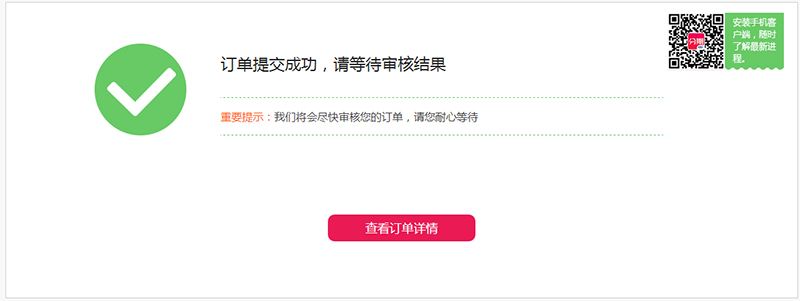 订单提交成功，请等待审核结果
重要提示：我们将会尽快审核您的订单，请您耐心等待
查看订单详情
安装手机客
户端，随时
了解最新进
程。